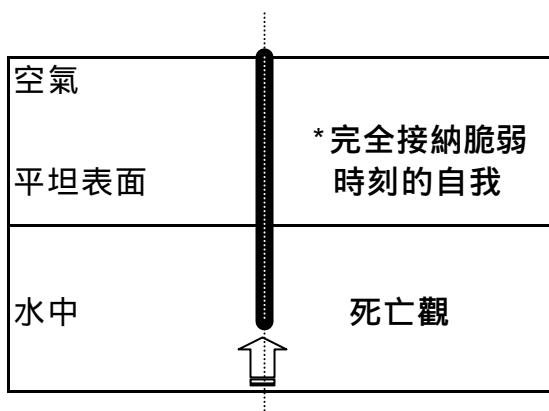 空氣
平坦表面
*完全接納脆弱
時刻的自我
水中
死亡觀